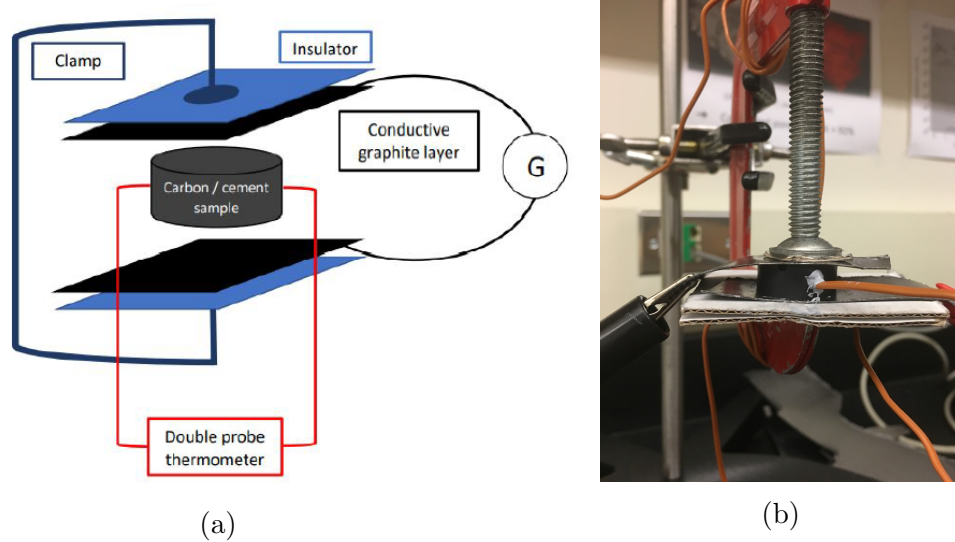 Clamp
Insulator
Conductive
graphite layer
G
Carbon / cement
sample
Double probe
thermometer
(a)
(b)